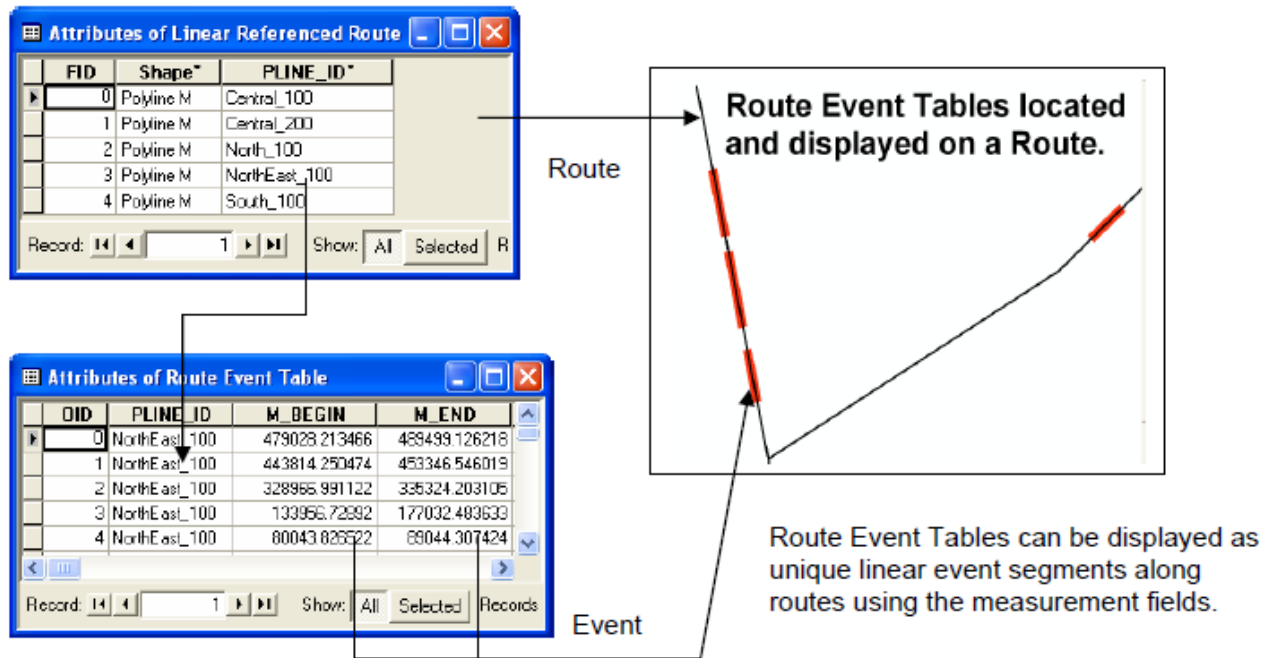 Attributes of Linear Referenced Route
FID Shape* PLINE_ID*
0 Polyline M Central_100
1 Polyline M Central_200
2 Polyline M North_100
3 Polyline M NorthEast_100
4 Polyline M South_100
Record: 1 Show: All Selected R
Route
Route Event Tables located
and displayed on a Route.
Attributes of Route Event Table
OID PLINE_ID M_BEGIN M_END
0 NorthEast_100 479028.213466 489499.126218
1 NorthEast_100 443814.250474 453346.546019
2 NorthEast_100 328966.991122 335324.203105
3 NorthEast_100 133956.72892 177032.483633
4 NorthEast_100 80043.826522 89044.307424
Record: 1 Show: All Selected Records
Event
Route Event Tables can be displayed as
unique linear event segments along
routes using the measurement fields.